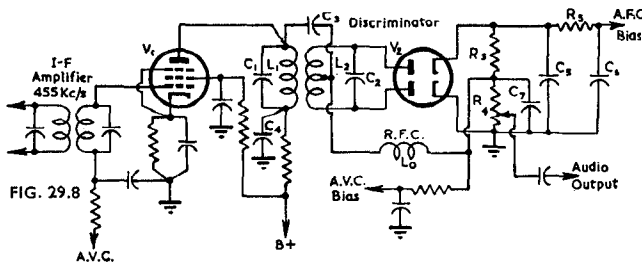 Discriminator
A.F.C.
Bias
I-F
Amplifier
455Kc/s
V₁
C₃
C₁
L₁
L₂
C₂
V₂
R₃
R₅
C₅
C₆
C₇
R₄
C₄
R.F.C.
L₀
FIG. 29.8
A.V.C.
Bias
Audio
Output
A.V.C.
B+